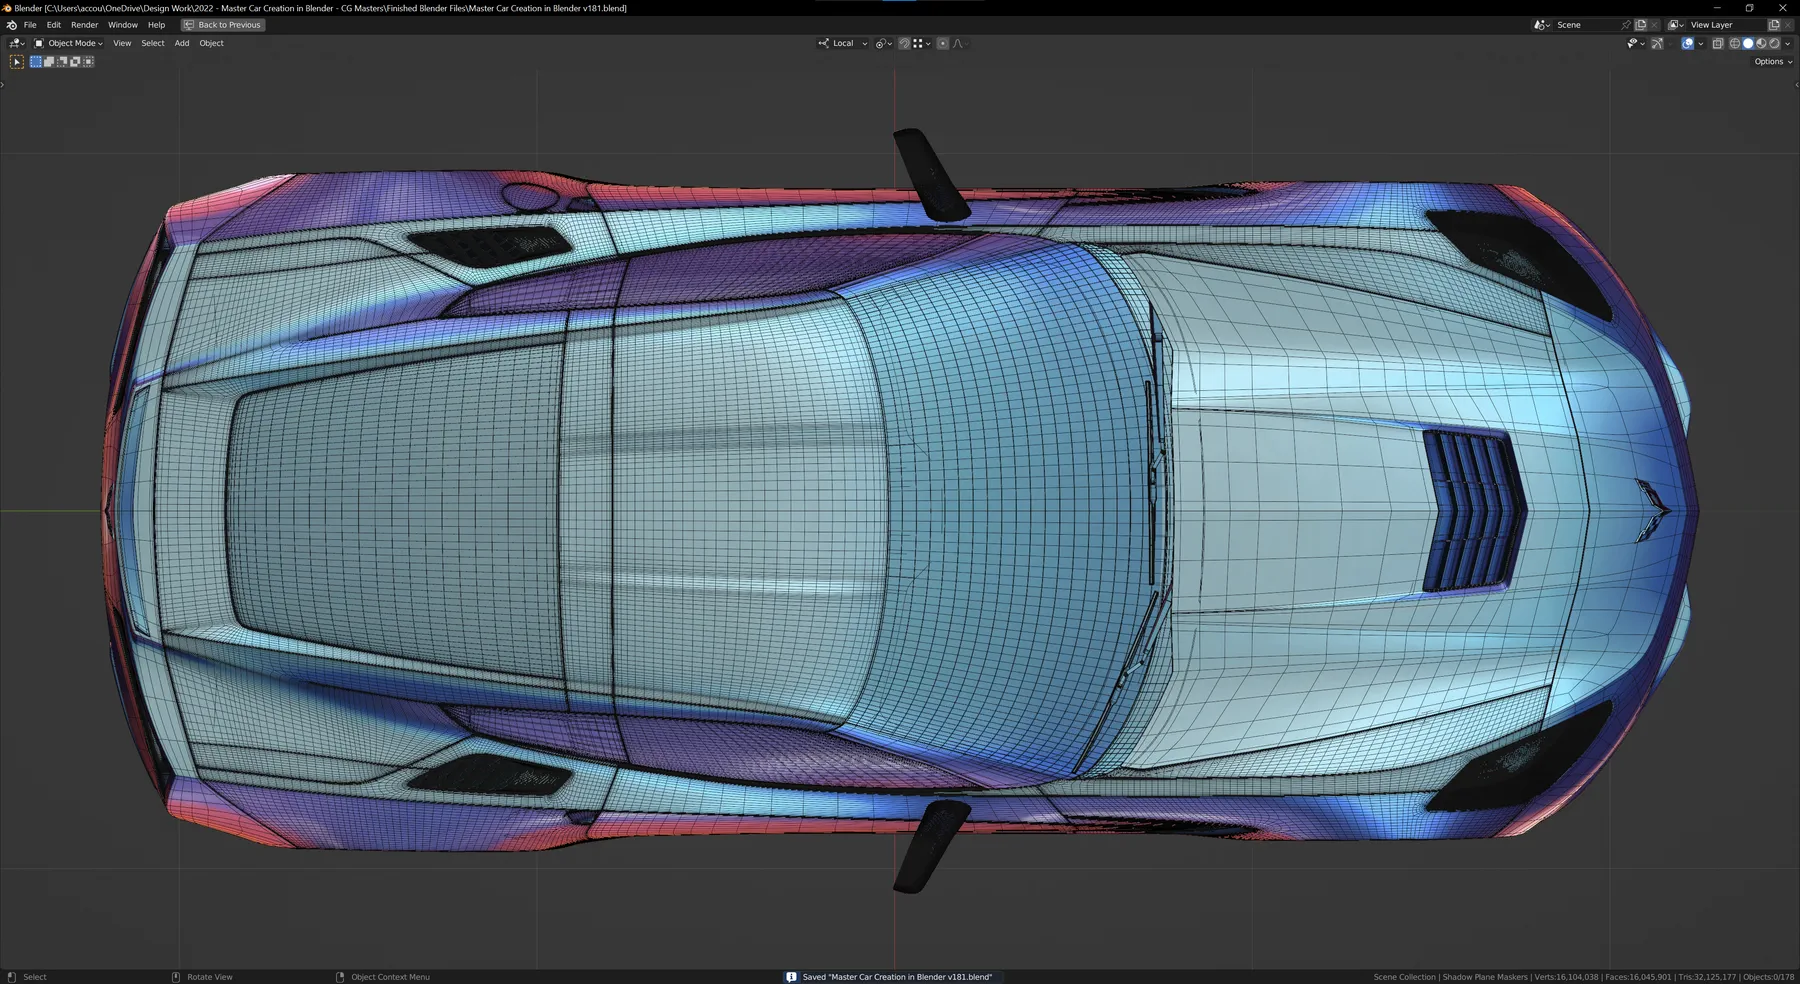 Blender [C:\Users\accou\OneDrive\Design Work\2022 - Master Car Creation in Blender - CG Masters\Finished Blender Files\Master Car Creation in Blender v181.blend]
File Edit Render Window Help Back to Previous
Scene View Layer
Object Mode View Select Add Object
Local
Options
Select Rotate View Object Context Menu
Saved "Master Car Creation in Blender v181.blend"
Scene Collection | Shadow Plane Maskers | Verts:16,104,038 | Faces:16,045,901 | Tris:32,125,177 | Objects:0/178